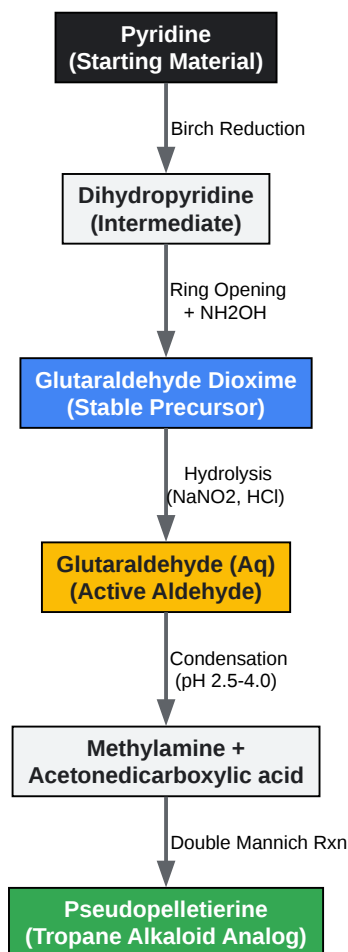 Pyridine
(Starting Material)
Birch Reduction
Dihydropyridine
(Intermediate)
Ring Opening
+ NH2OH
Glutaraldehyde Dioxime
(Stable Precursor)
Hydrolysis
(NaNO2, HCl)
Glutaraldehyde (Aq)
(Active Aldehyde)
Condensation
(pH 2.5-4.0)
Methylamine +
Acetonedicarboxylic acid
Double Mannich Rxn
Pseudopelletierine
(Tropane Alkaloid Analog)